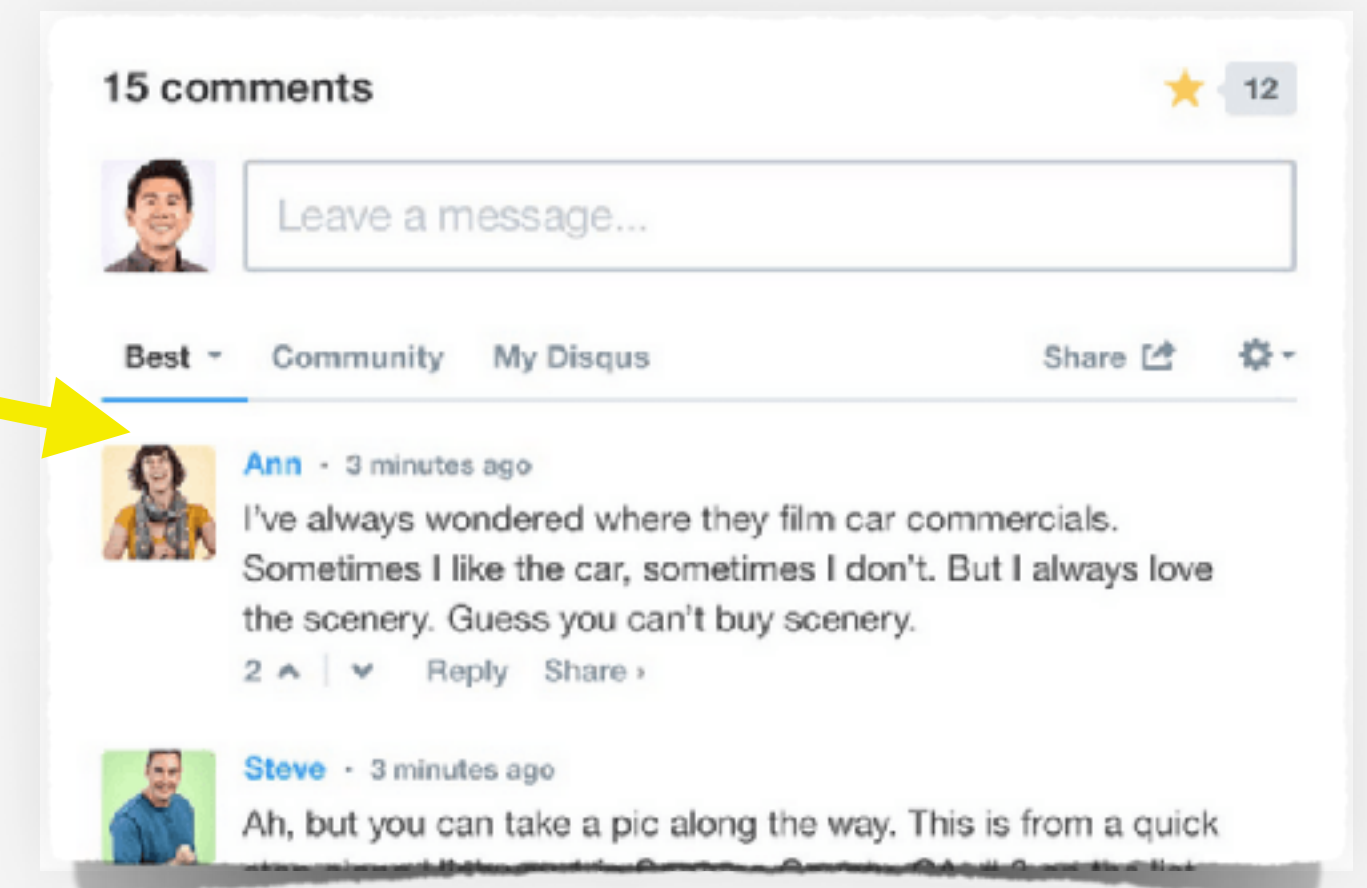 15 comments
12
Leave a message...
Best Community My Disqus Share
Ann · 3 minutes ago
I've always wondered where they film car commercials.
Sometimes I like the car, sometimes I don't. But I always love
the scenery. Guess you can't buy scenery.
2 Reply Share ›
Steve · 3 minutes ago
Ah, but you can take a pic along the way. This is from a quick